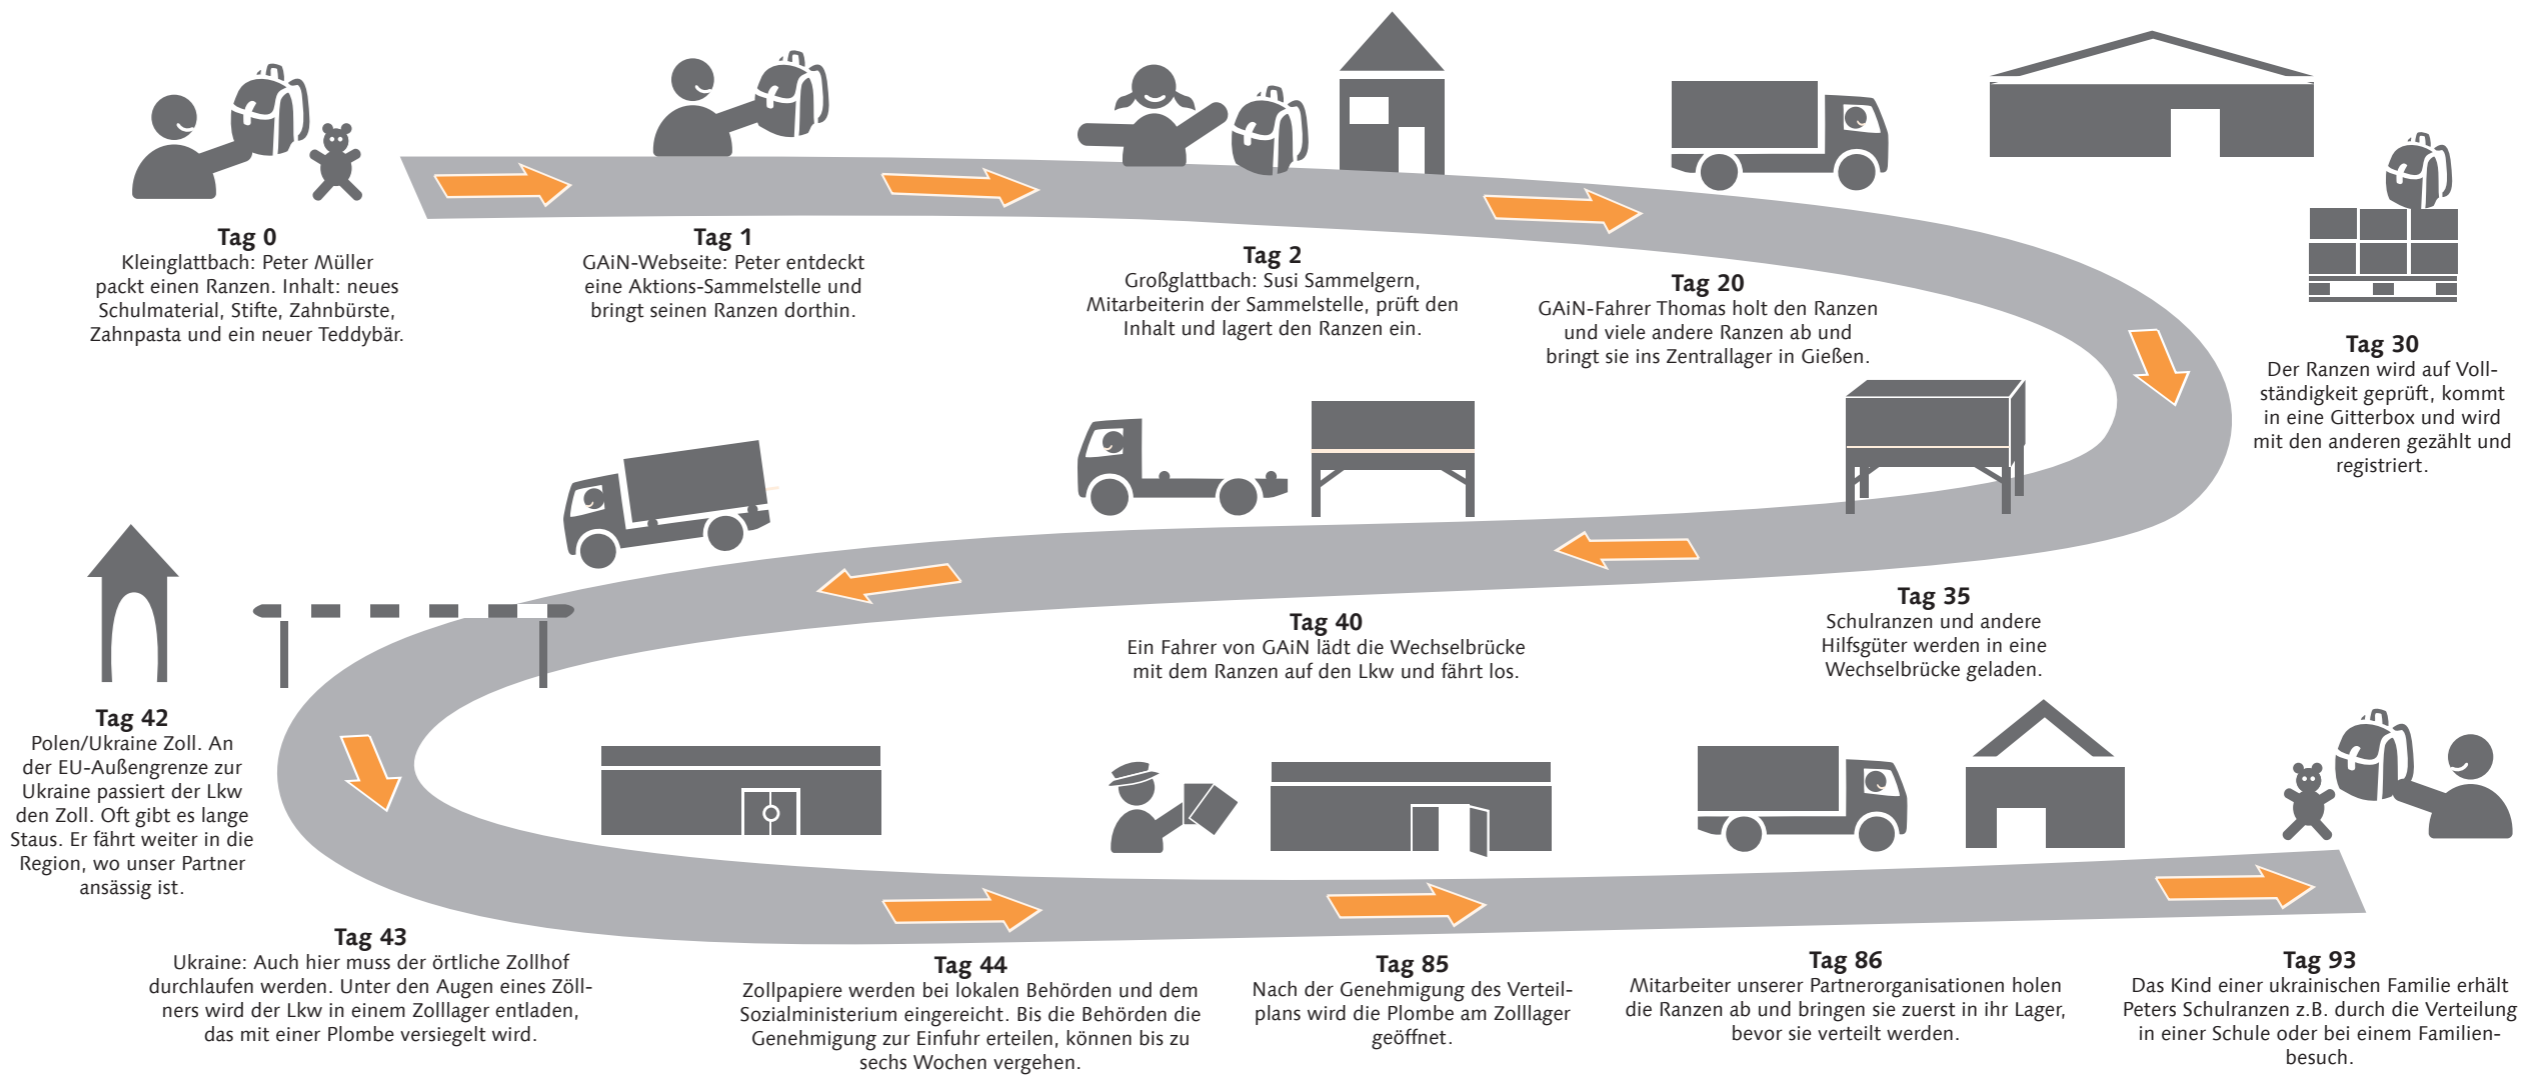 Tag 0
Kleinglattbach: Peter Müller
packt einen Ranzen. Inhalt: neues
Schulmaterial, Stifte, Zahnbürste,
Zahnpasta und ein neuer Teddybär.
Tag 1
GAiN-Webseite: Peter entdeckt
eine Aktions-Sammelstelle und
bringt seinen Ranzen dorthin.
Tag 2
Großglattbach: Susi Sammelgern,
Mitarbeiterin der Sammelstelle, prüft den
Inhalt und lagert den Ranzen ein.
Tag 20
GAiN-Fahrer Thomas holt den Ranzen
und viele andere Ranzen ab und
bringt sie ins Zentrallager in Gießen.
Tag 30
Der Ranzen wird auf Voll-
ständigkeit geprüft, kommt
in eine Gitterbox und wird
mit den anderen gezählt und
registriert.
Tag 35
Schulranzen und andere
Hilfsgüter werden in eine
Wechselbrücke geladen.
Tag 40
Ein Fahrer von GAiN lädt die Wechselbrücke
mit dem Ranzen auf den Lkw und fährt los.
Tag 42
Polen/Ukraine Zoll. An
der EU-Außengrenze zur
Ukraine passiert der Lkw
den Zoll. Oft gibt es lange
Staus. Er fährt weiter in die
Region, wo unser Partner
ansässig ist.
Tag 43
Ukraine: Auch hier muss der örtliche Zollhof
durchlaufen werden. Unter den Augen eines Zöll-
ners wird der Lkw in einem Zolllager entladen,
das mit einer Plombe versiegelt wird.
Tag 44
Zollpapiere werden bei lokalen Behörden und dem
Sozialministerium eingereicht. Bis die Behörden die
Genehmigung zur Einfuhr erteilen, können bis zu
sechs Wochen vergehen.
Tag 85
Nach der Genehmigung des Verteil-
plans wird die Plombe am Zolllager
geöffnet.
Tag 86
Mitarbeiter unserer Partnerorganisationen holen
die Ranzen ab und bringen sie zuerst in ihr Lager,
bevor sie verteilt werden.
Tag 93
Das Kind einer ukrainischen Familie erhält
Peters Schulranzen z.B. durch die Verteilung
in einer Schule oder bei einem Familien-
besuch.